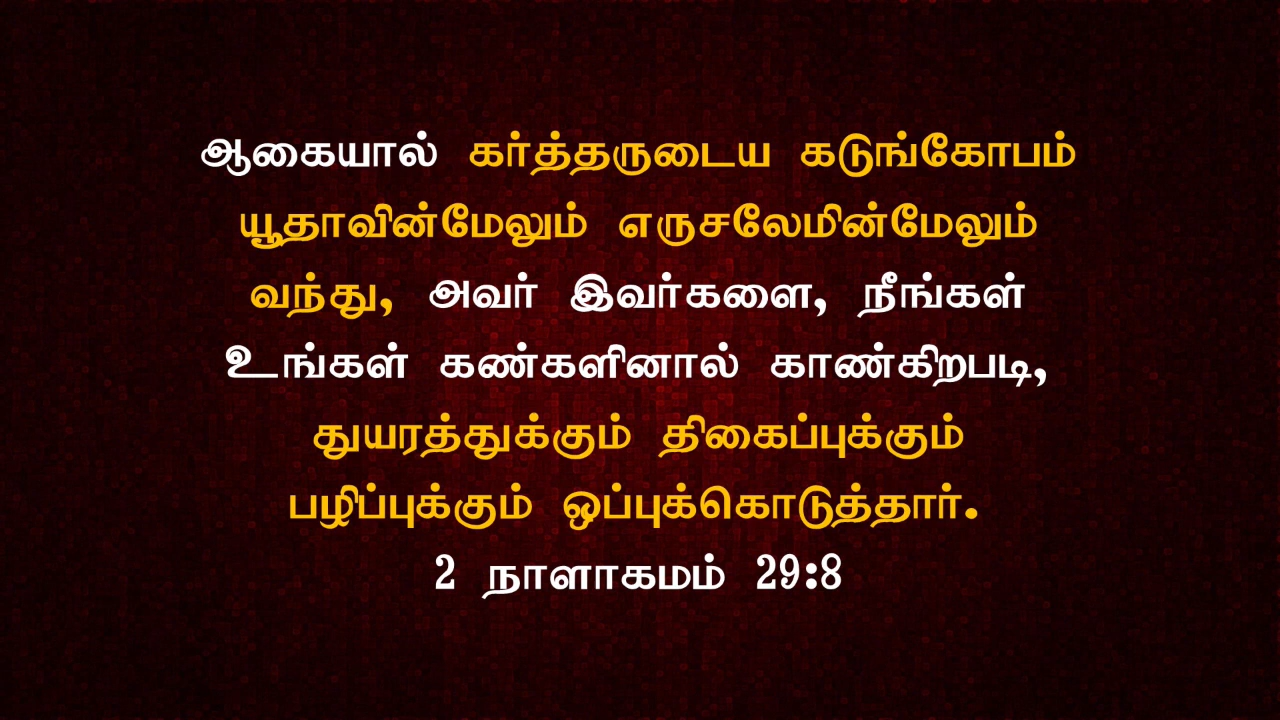 ஆகையால் கர்த்தருடைய கடுங்கோபம்
யூதாவின்மேலும் எருசலேமின்மேலும்
வந்து, அவர் இவர்களை, நீங்கள்
உங்கள் கண்களினால் காண்கிறபடி,
துயரத்துக்கும் திகைப்புக்கும்
பழிப்புக்கும் ஒப்புக்கொடுத்தார்.
2 நாளாகமம் 29:8